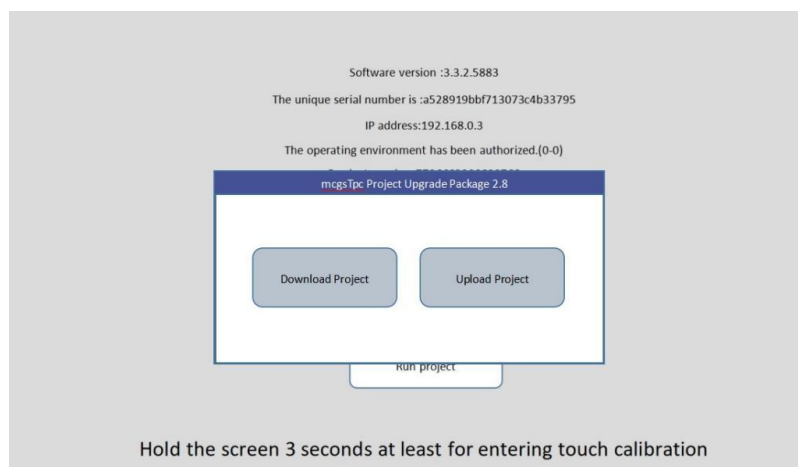 Software version :3.3.2.5883
The unique serial number is :a528919bbf713073c4b33795
IP address:192.168.0.3
The operating environment has been authorized.(0-0)
mcgsTpc Project Upgrade Package 2.8
Download Project
Upload Project
Run project
Hold the screen 3 seconds at least for entering touch calibration